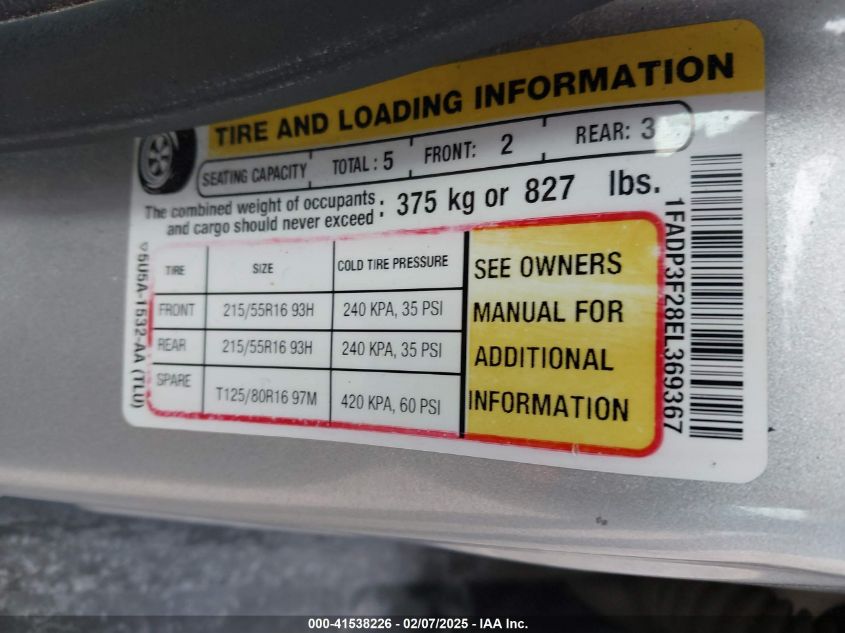 TIRE AND LOADING INFORMATION
SEATING CAPACITY TOTAL : 5 FRONT: 2 REAR: 3
The combined weight of occupants
and cargo should never exceed : 375 kg or 827 lbs.
TIRE SIZE COLD TIRE PRESSURE
FRONT 215/55R16 93H 240 KPA, 35 PSI
REAR 215/55R16 93H 240 KPA, 35 PSI
SPARE T125/80R16 97M 420 KPA, 60 PSI
SEE OWNERS
MANUAL FOR
ADDITIONAL
INFORMATION
5U5A-1532-AA (TLU)
1FADP3F28EL369367
000-41538226 - 02/07/2025 - IAA Inc.